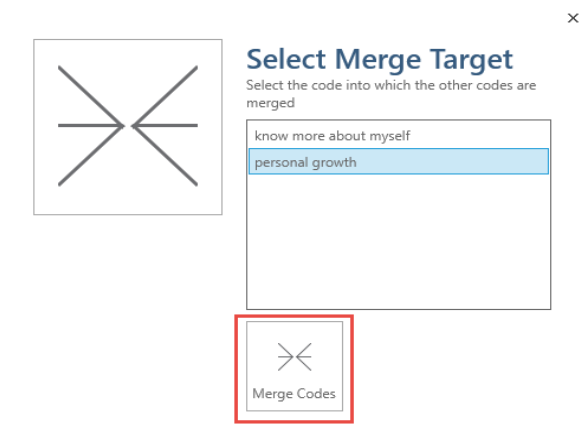 Select Merge Target
Select the code into which the other codes are
merged
know more about myself
personal growth
Merge Codes